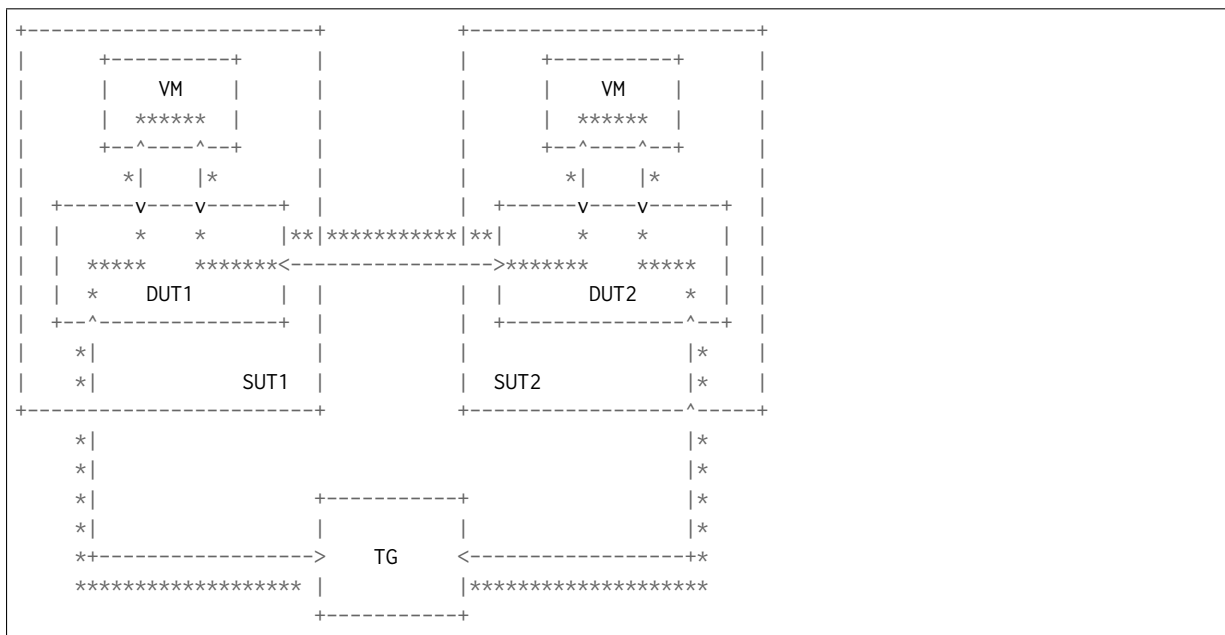 +------------------------+           +------------------------+
|      +----------+      |           |      +----------+      |
|      |    VM    |      |           |      |    VM    |      |
|      |  ******  |      |           |      |  ******  |      |
|      +--^----^--+      |           |      +--^----^--+      |
|        *|    |*        |           |        *|    |*        |
|  +------v----v------+  |           |  +------v----v------+  |
|  |      *    *      |**|***********|**|      *    *      |  |
|  |  *****    *******<----------------->*******    *****  |  |
|  |  *    DUT1       |  |           |  |       DUT2    *  |  |
|  +--^---------------+  |           |  +---------------^--+  |
|    *|                  |           |                  |*    |
|    *|            SUT1  |           |  SUT2            |*    |
+------------------------+           +------------------^-----+
     *|                                                 |*
     *|                                                 |*
     *|                  +-----------+                  |*
     *|                  |           |                  |*
     *+------------------>    TG     <------------------+*
     ******************* |           |********************
                         +-----------+